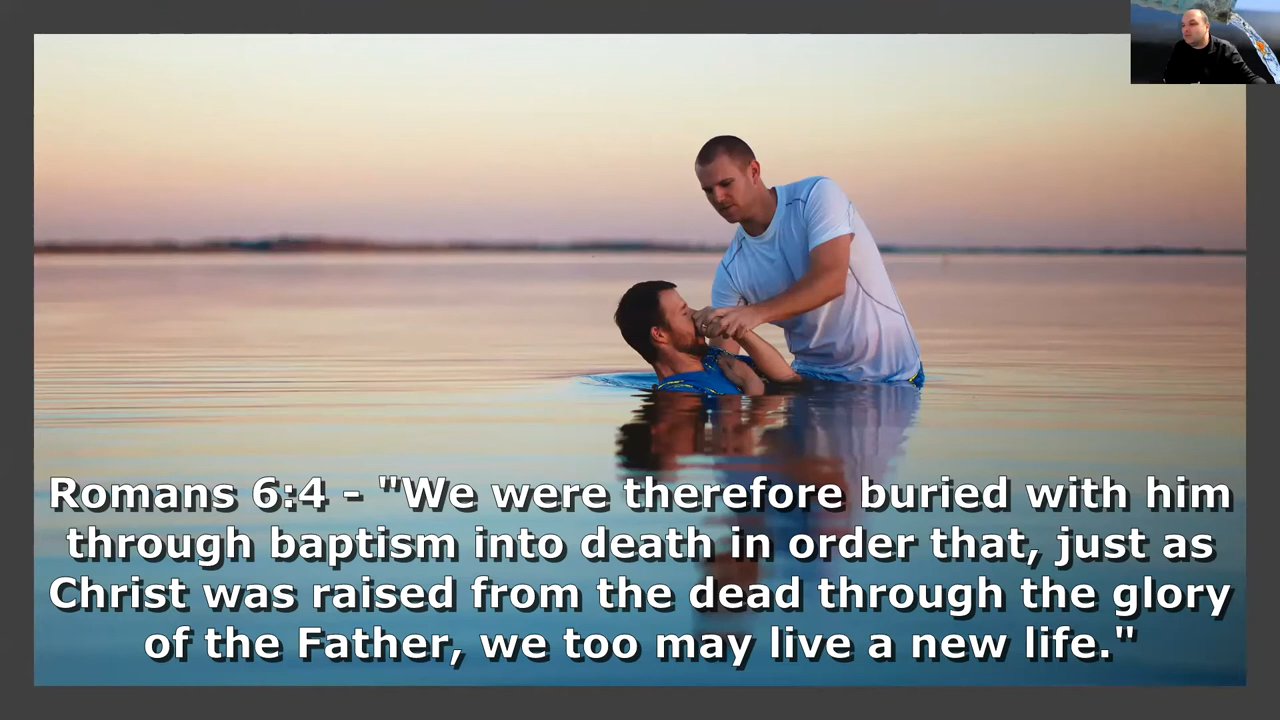 Romans 6:4 - "We were therefore buried with him
through baptism into death in order that, just as
Christ was raised from the dead through the glory
of the Father, we too may live a new life."